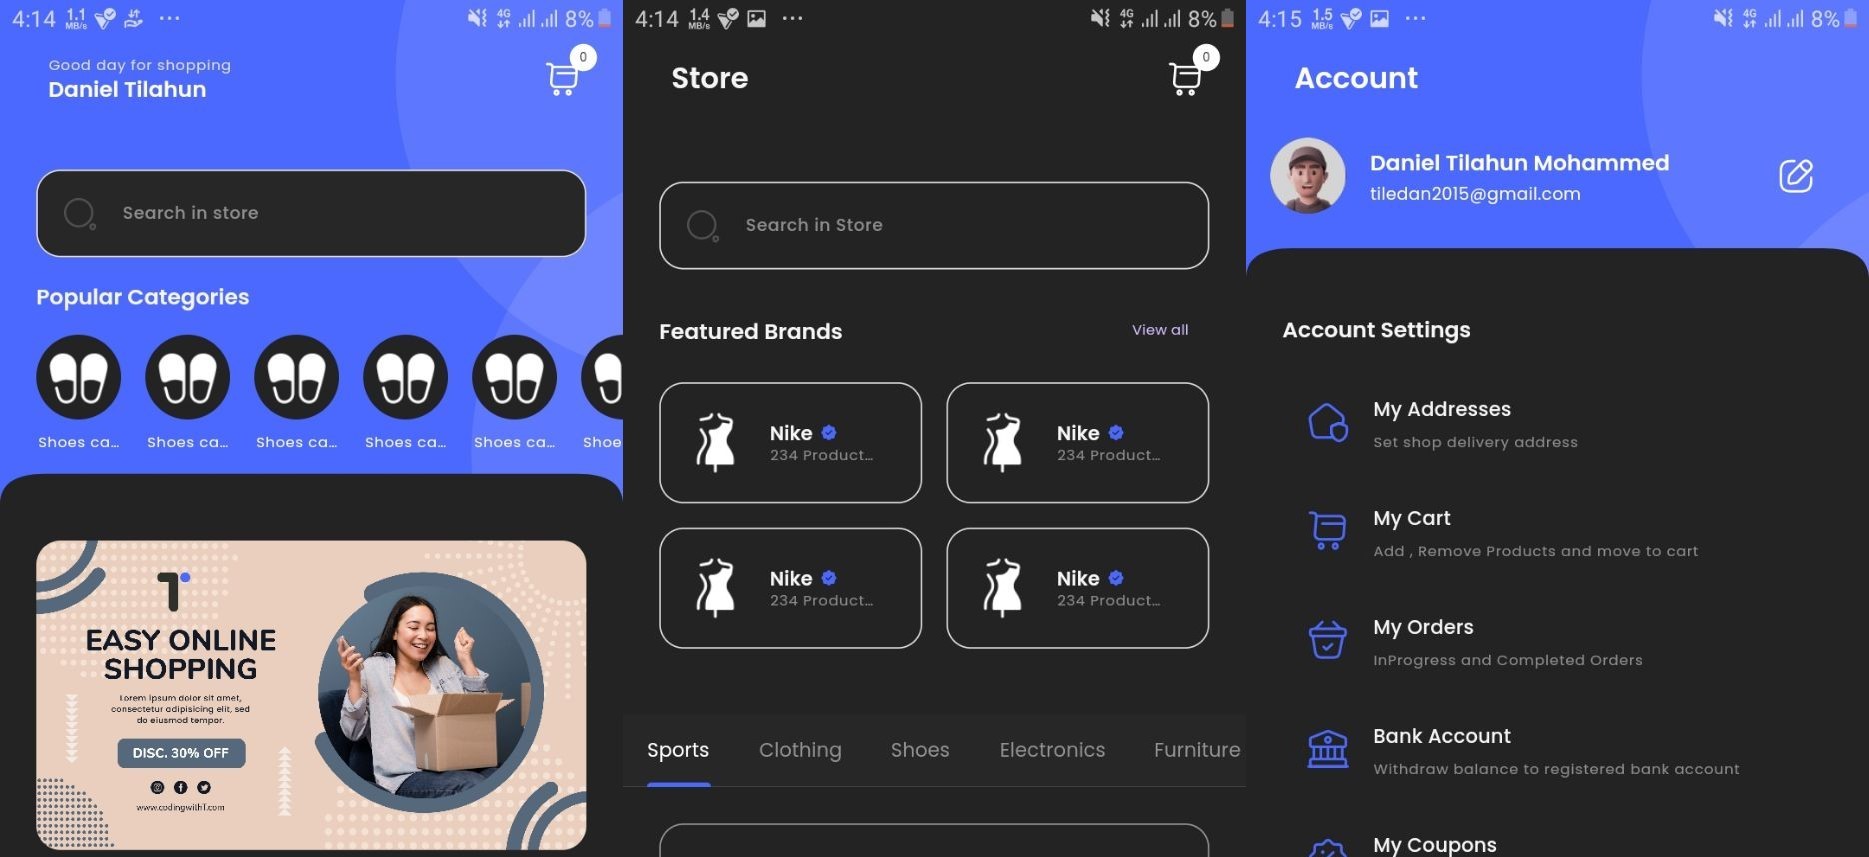 4:14
1.1
MB/s
4G
8%
Good day for shopping
Daniel Tilahun
0
Search in store
Popular Categories
Shoes ca...
Shoes ca...
Shoes ca...
Shoes ca...
Shoes ca...
Shoe
EASY ONLINE
SHOPPING
Lorem ipsum dolor sit amet,
consectetur adipisicing elit, sed
do eiusmod tempor.
DISC. 30% OFF
www.codingwithT.com
4:14
1.4
MB/s
4G
8%
Store
0
Search in Store
Featured Brands
View all
Nike
234 Product...
Nike
234 Product...
Nike
234 Product...
Nike
234 Product...
Sports Clothing Shoes Electronics Furniture
4:15
1.5
MB/s
4G
8%
Account
Daniel Tilahun Mohammed
tiledan2015@gmail.com
Account Settings
My Addresses
Set shop delivery address
My Cart
Add , Remove Products and move to cart
My Orders
InProgress and Completed Orders
Bank Account
Withdraw balance to registered bank account
My Coupons